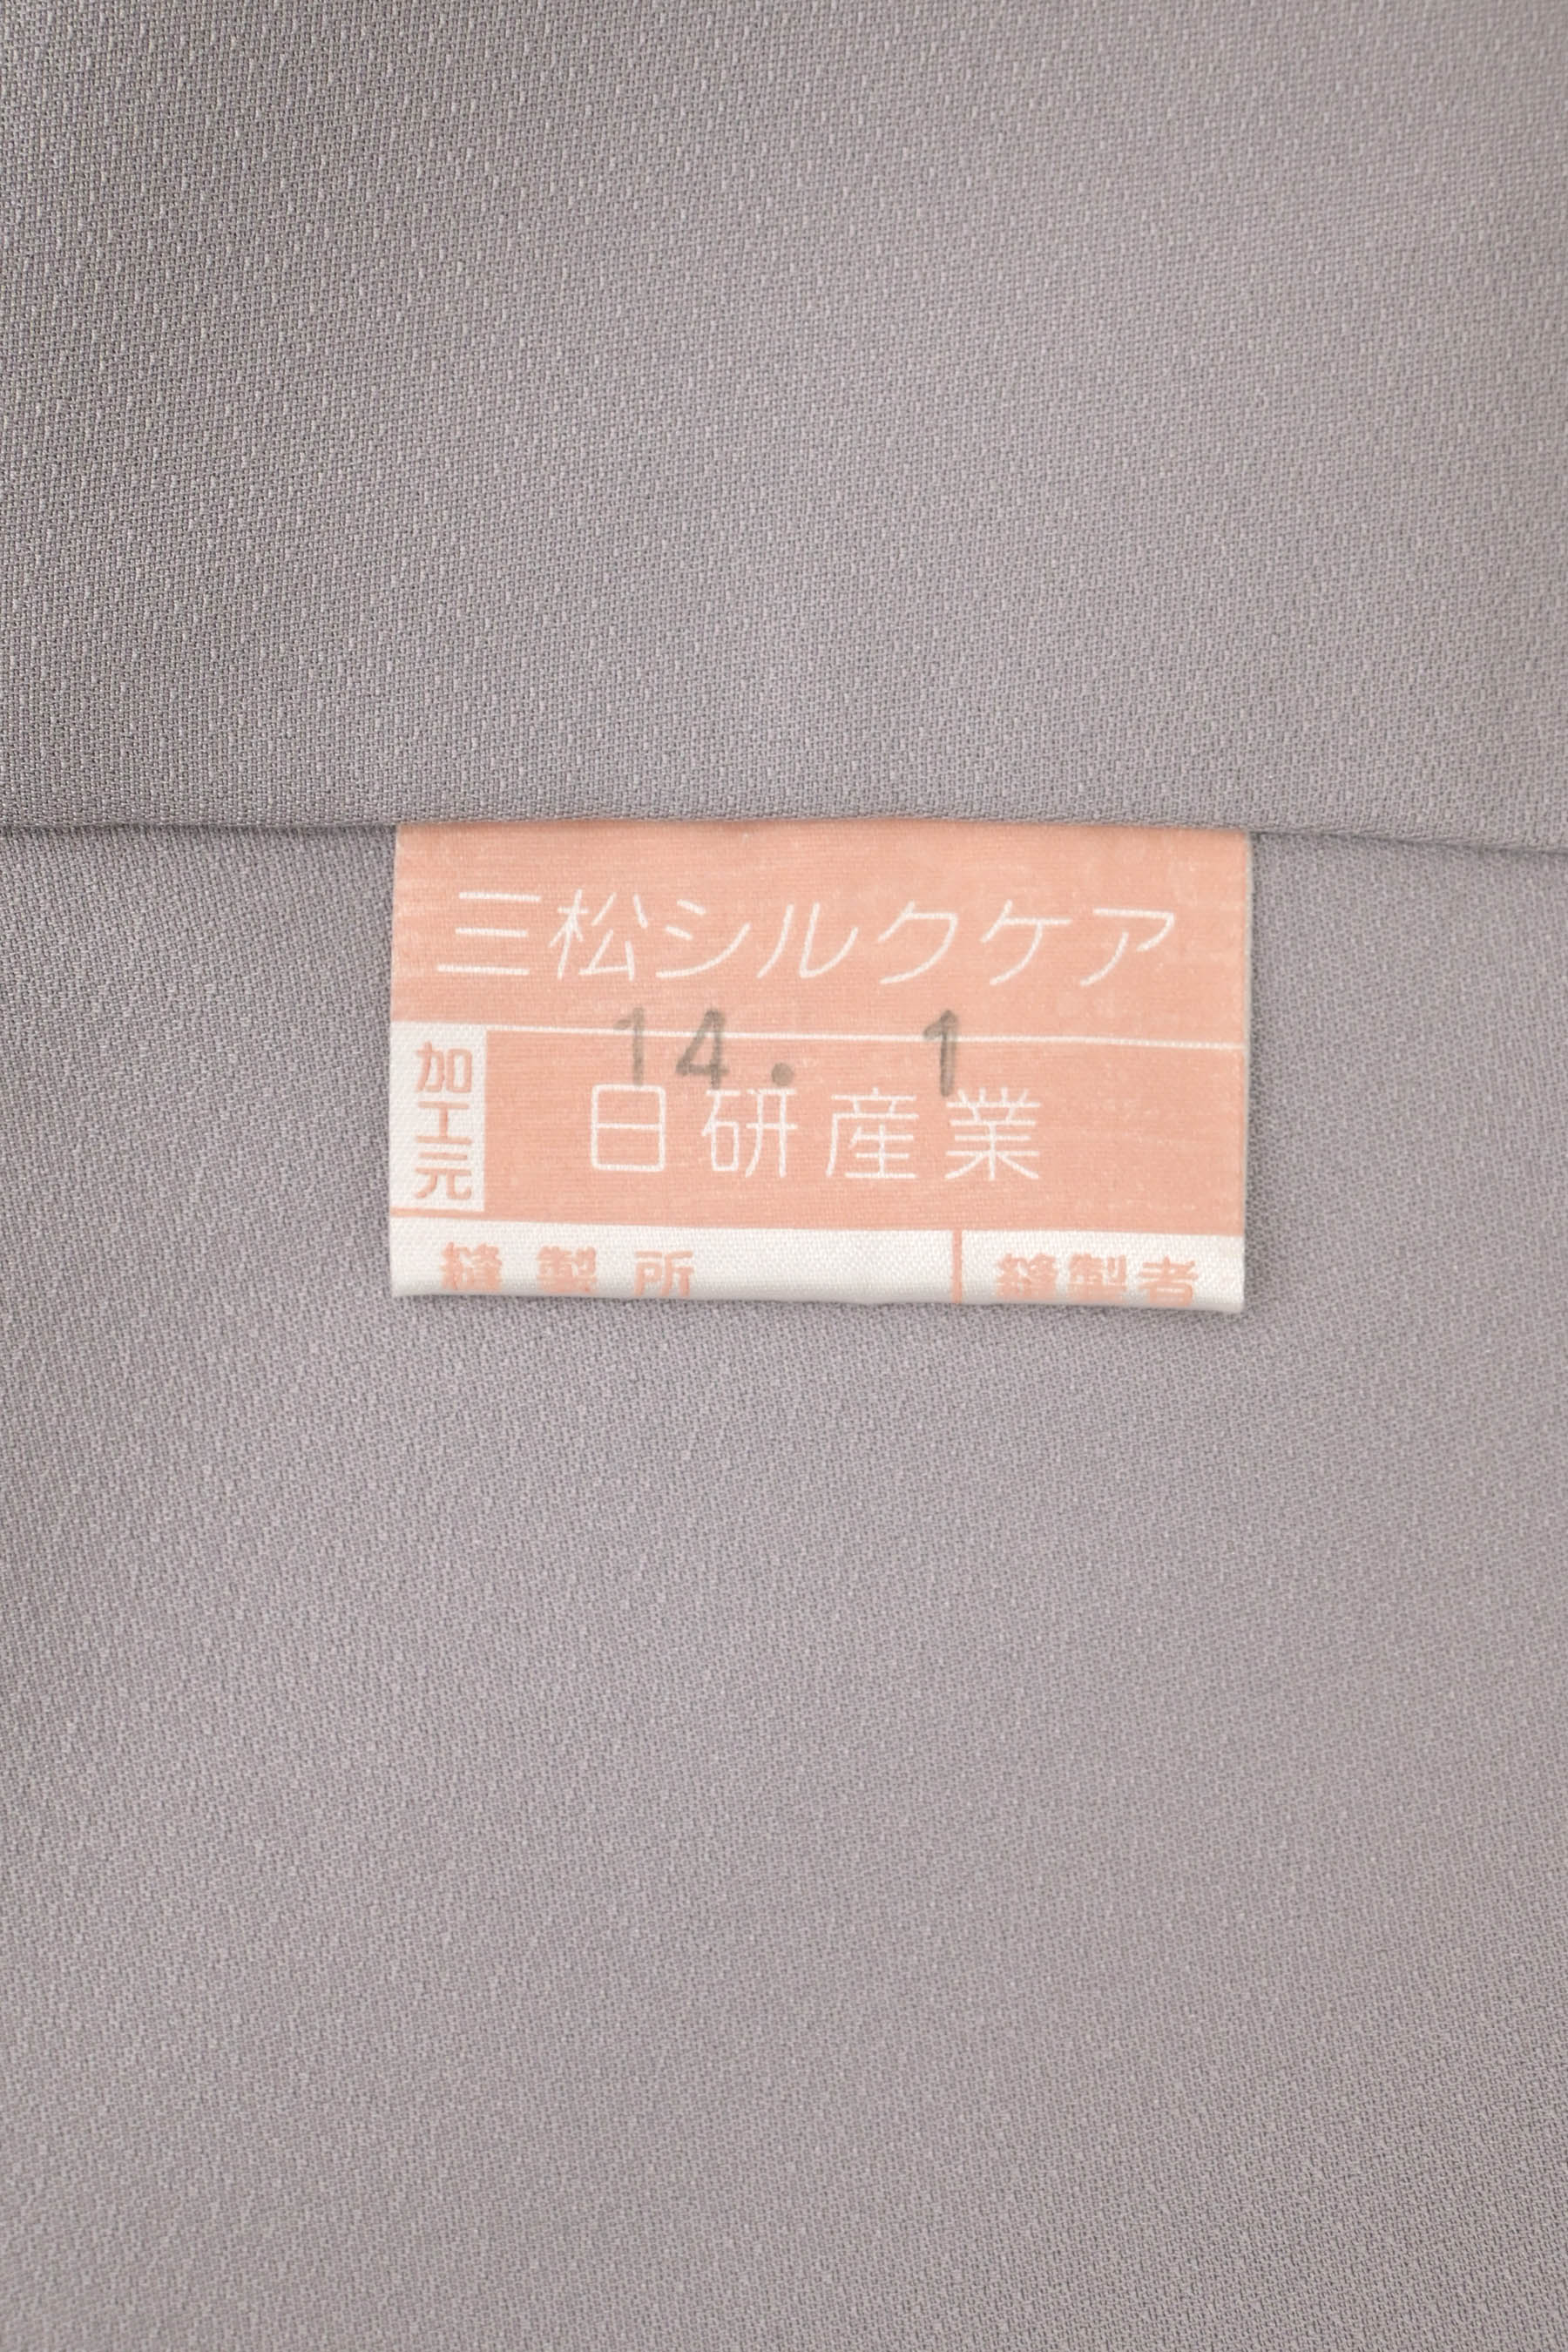 三松シルクケア
14. 1
加工元
日研産業
縫製所 縫製者